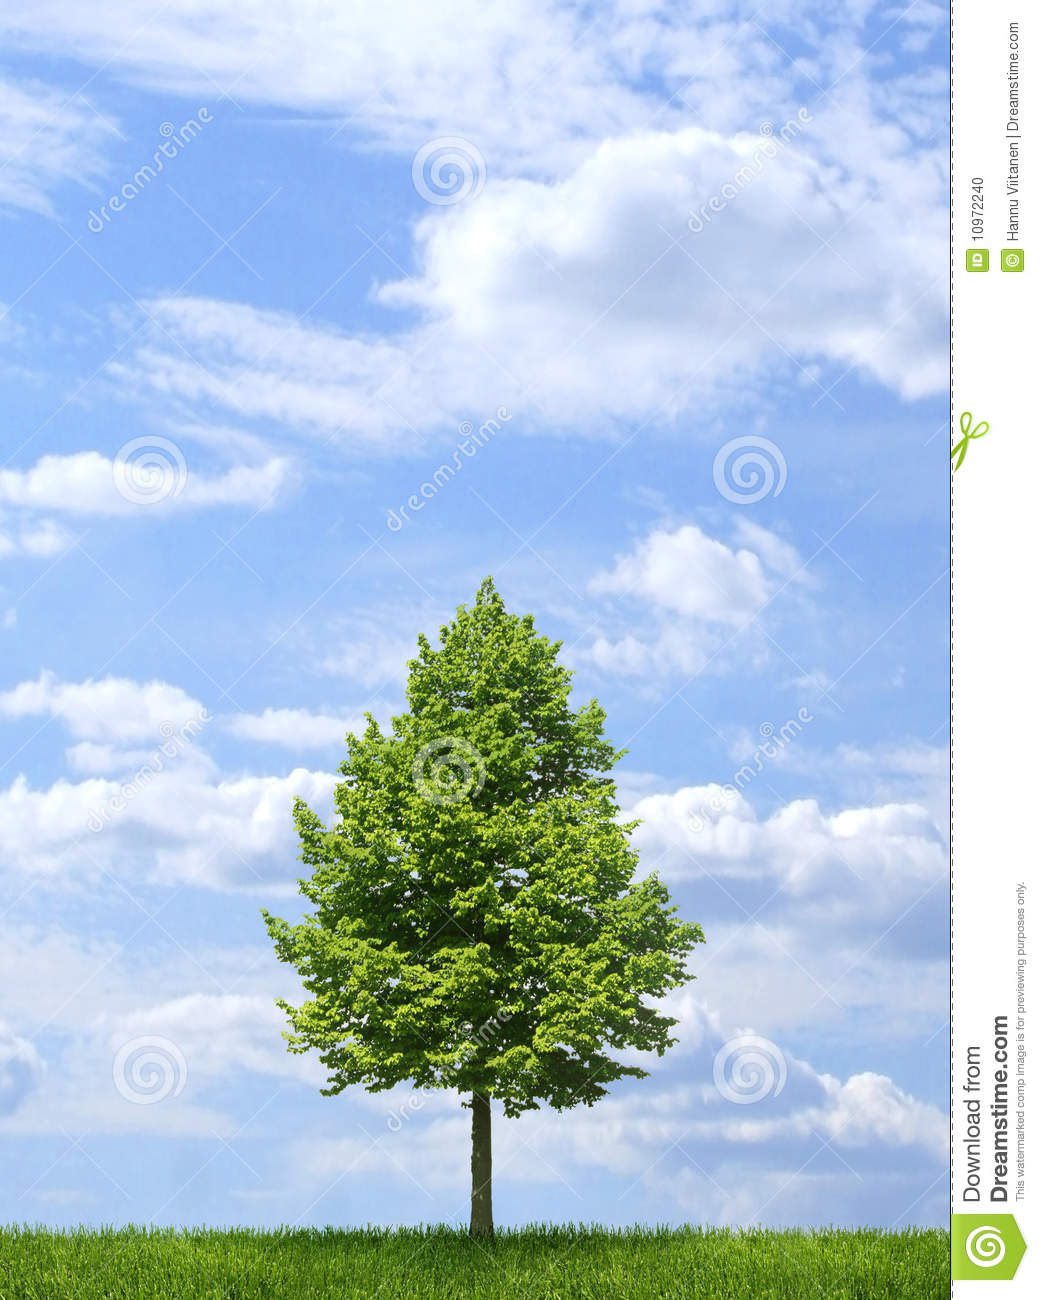 dreamstime
dreamstime
dreamstime
dreamstime
dreamstime
dreamstime
ID 10972240
© Hannu Viitanen | Dreamstime.com
Download from
Dreamstime.com
This watermarked comp image is for previewing purposes only.